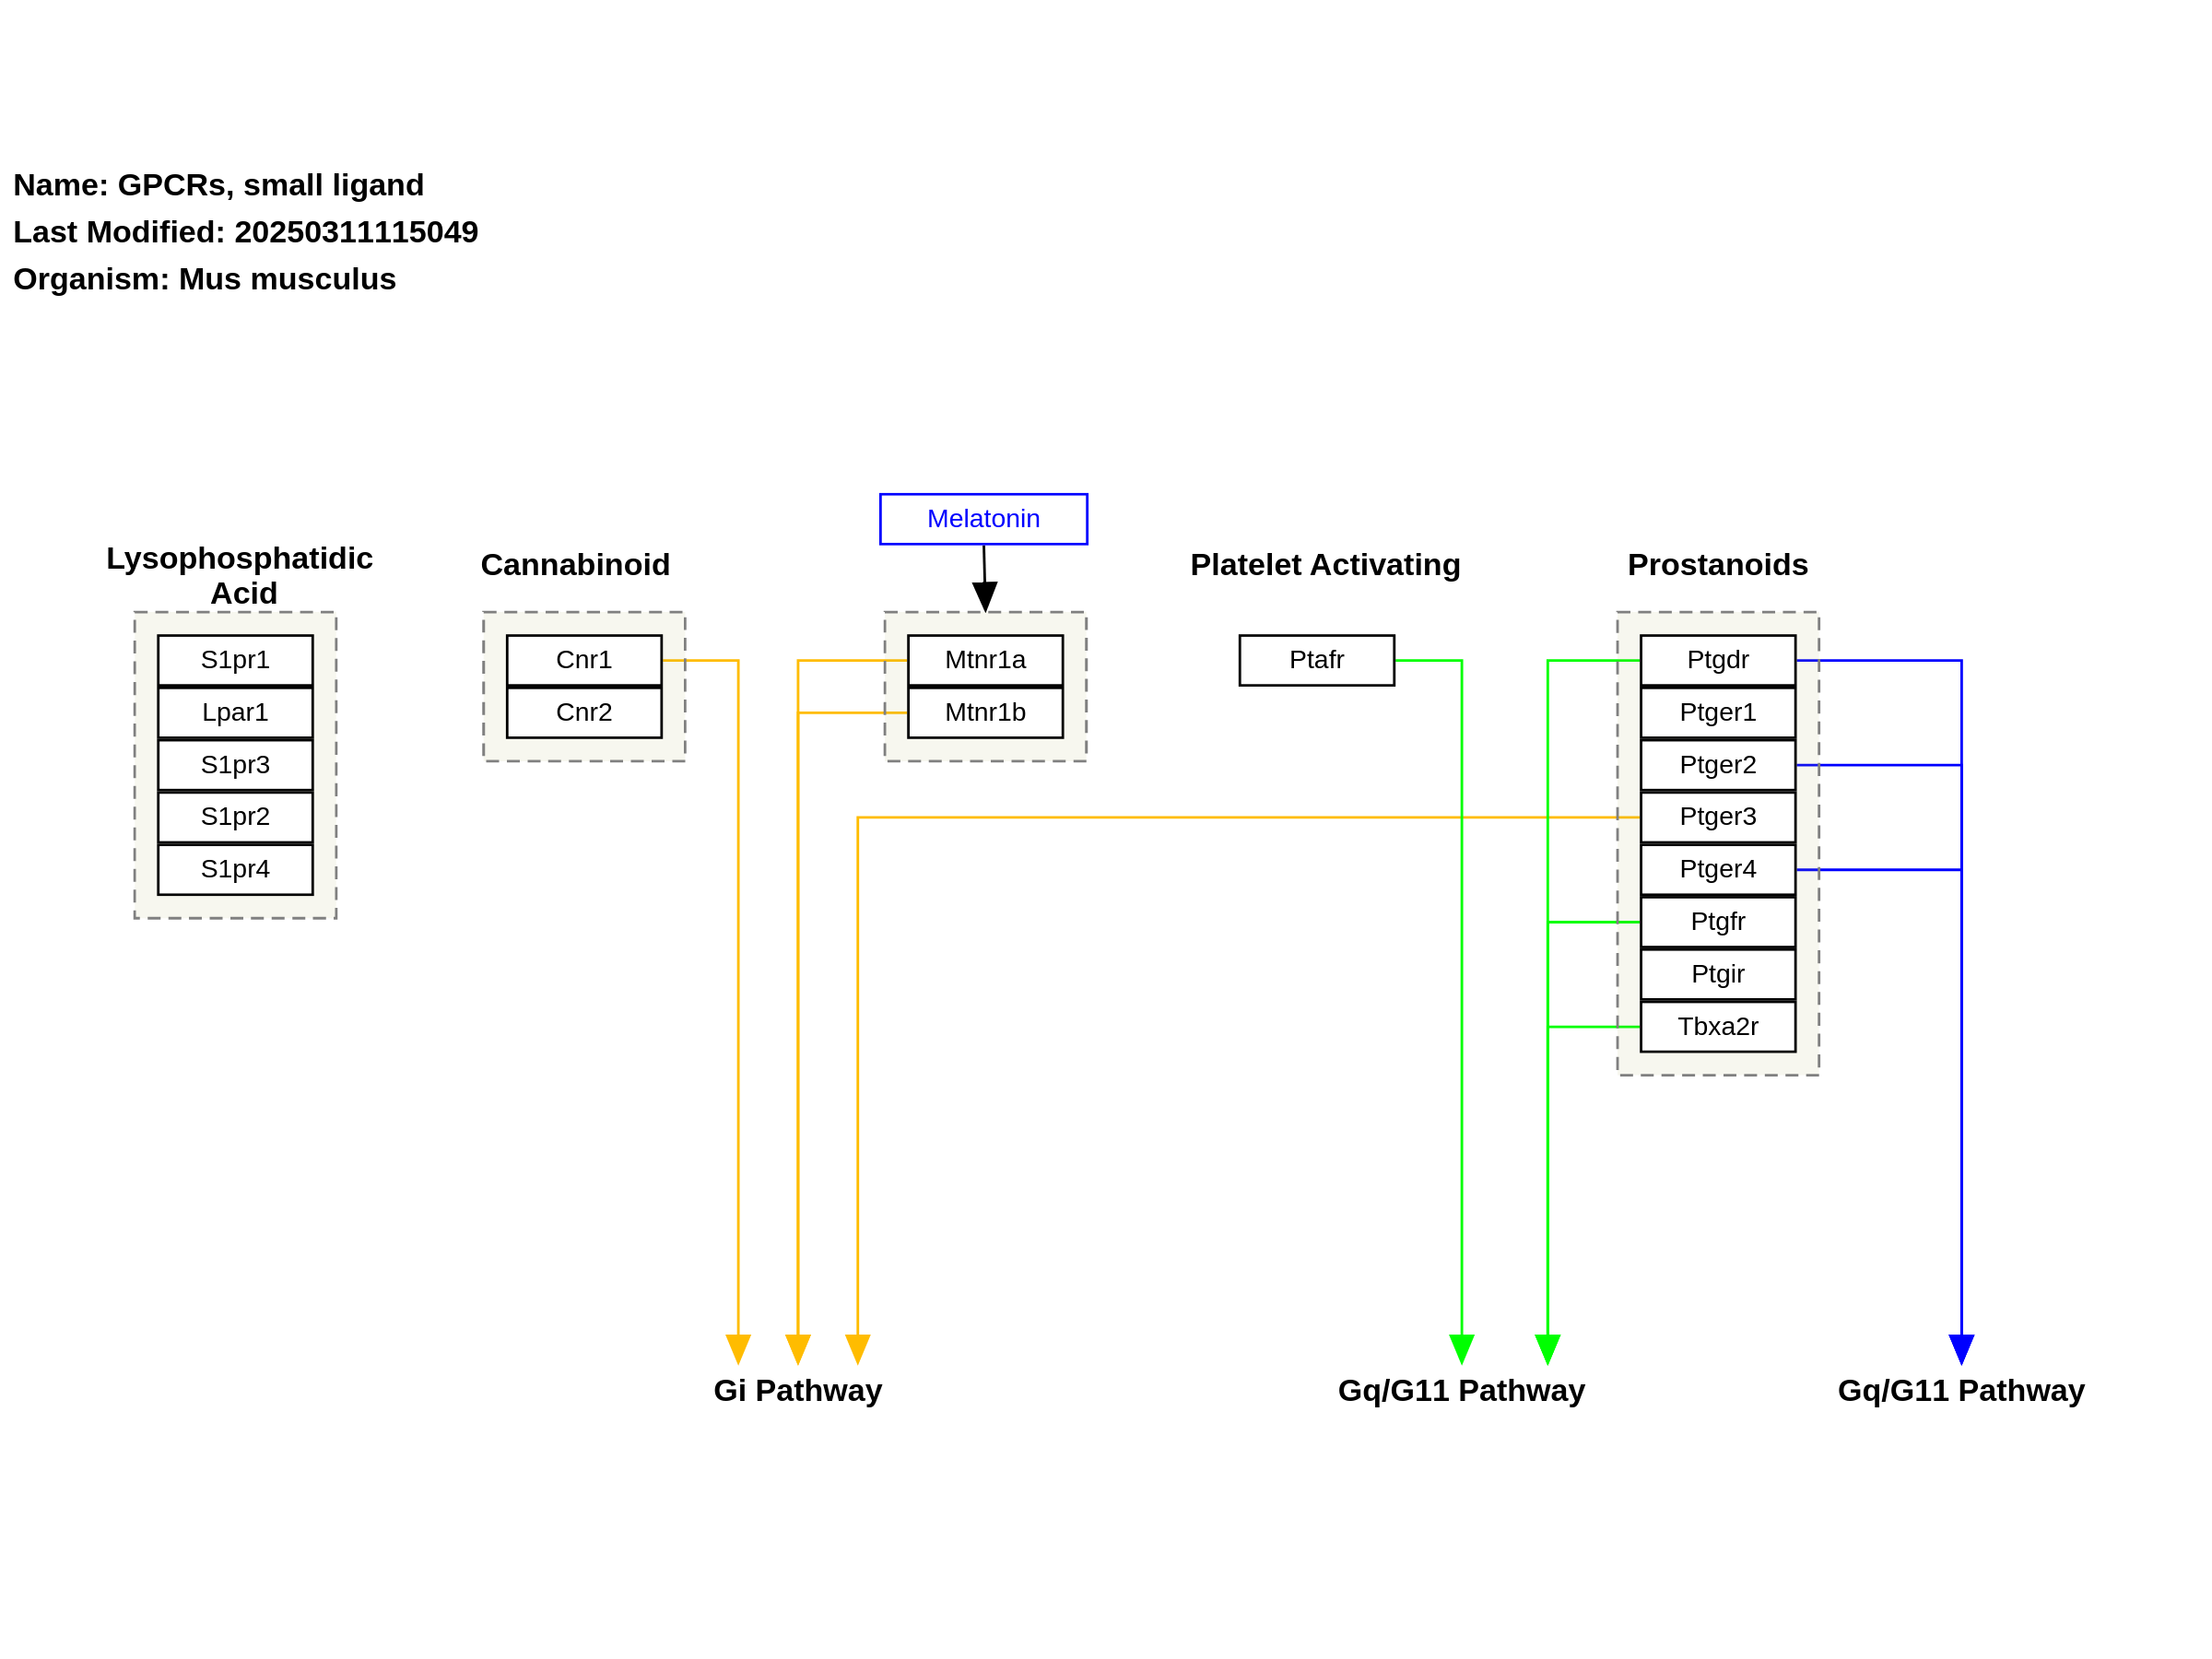 Name: GPCRs, small ligand
Last Modified: 20250311115049
Organism: Mus musculus
Melatonin
Lysophosphatidic
Acid
Cannabinoid
Platelet Activating
Prostanoids
S1pr1
Lpar1
S1pr3
S1pr2
S1pr4
Cnr1
Cnr2
Mtnr1a
Mtnr1b
Ptafr
Ptgdr
Ptger1
Ptger2
Ptger3
Ptger4
Ptgfr
Ptgir
Tbxa2r
Gi Pathway
Gq/G11 Pathway
Gq/G11 Pathway